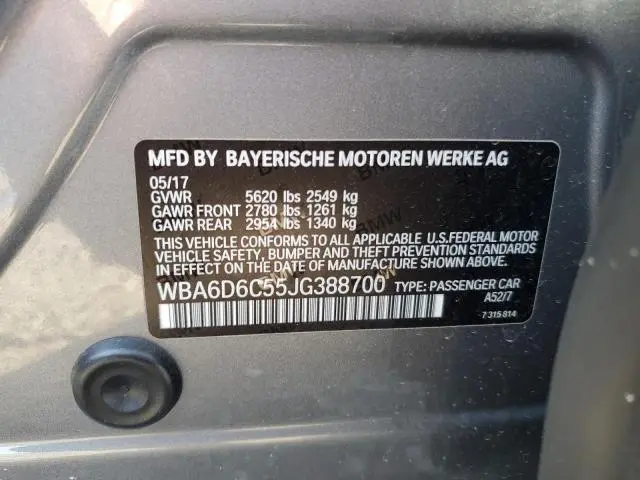 MFD BY BAYERISCHE MOTOREN WERKE AG
05/17
GVWR 5620 lbs 2549 kg
GAWR FRONT 2780 lbs 1261 kg
GAWR REAR 2954 lbs 1340 kg
THIS VEHICLE CONFORMS TO ALL APPLICABLE U.S.FEDERAL MOTOR
VEHICLE SAFETY, BUMPER AND THEFT PREVENTION STANDARDS
IN EFFECT ON THE DATE OF MANUFACTURE SHOWN ABOVE.
WBA6D6C55JG388700 TYPE: PASSENGER CAR
A52/7
7 315 814